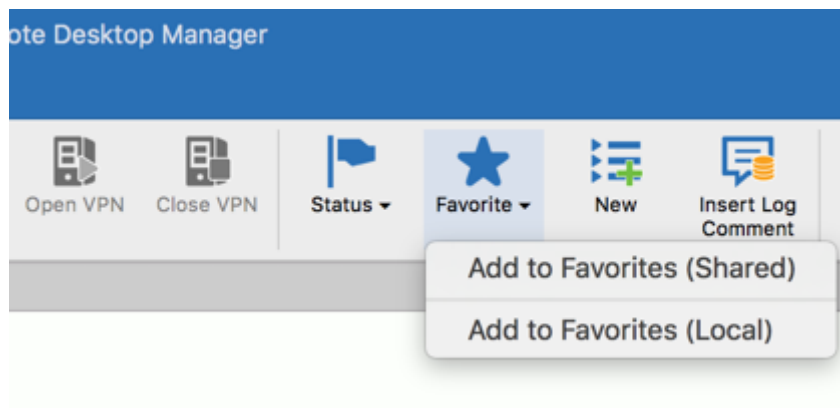 ote Desktop Manager
Open VPN
Close VPN
Status
Favorite
New
Insert Log
Comment
Add to Favorites (Shared)
Add to Favorites (Local)